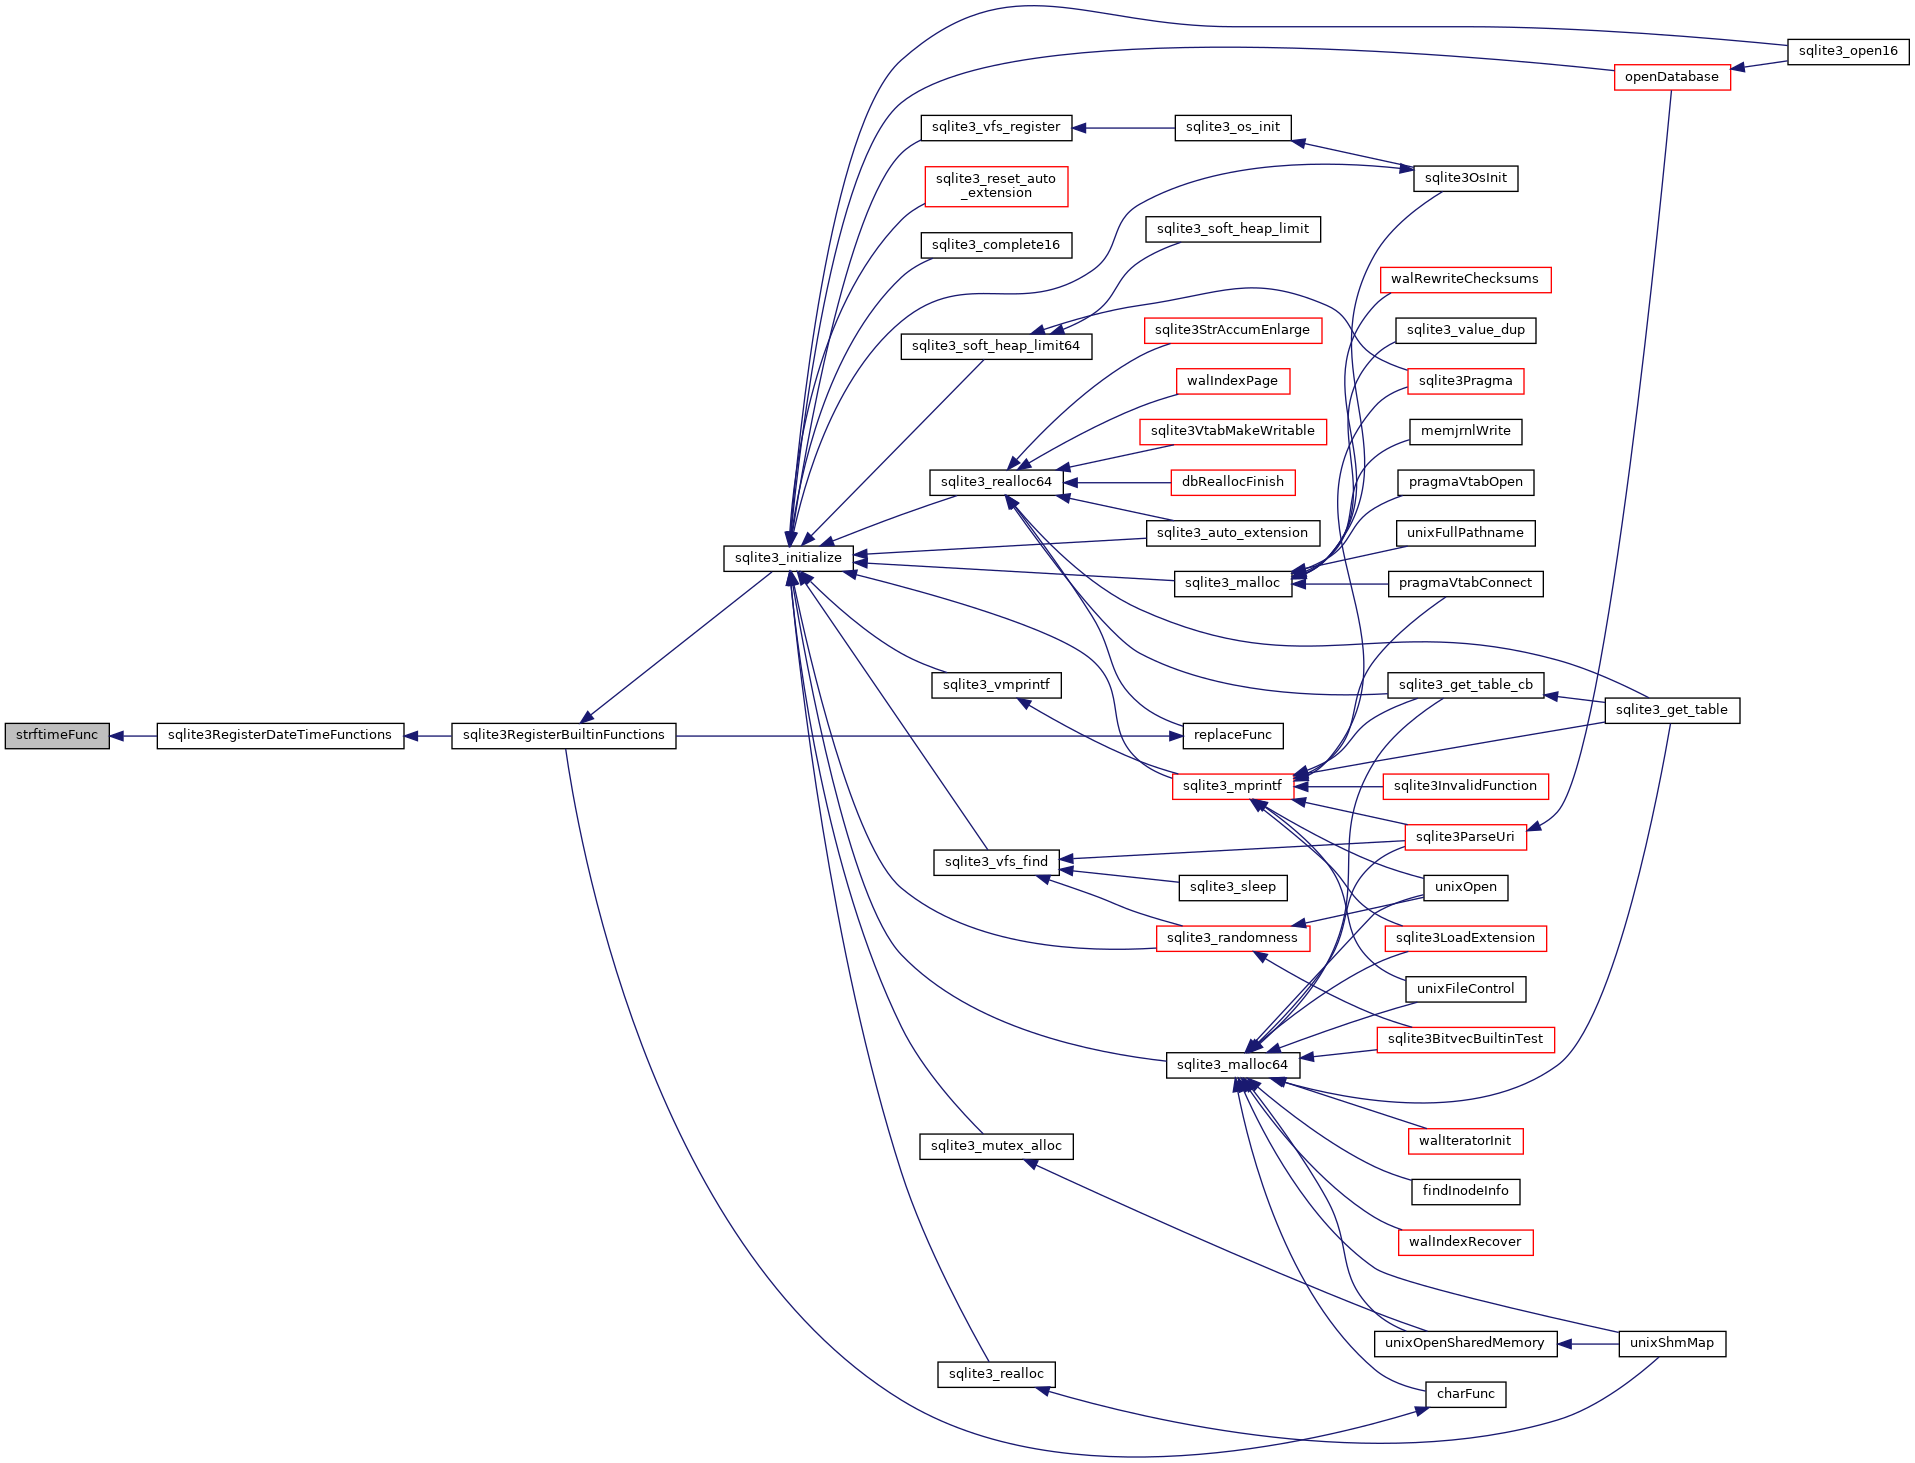 sqlite3_open16
openDatabase
sqlite3_vfs_register
sqlite3_os_init
sqlite3OsInit
sqlite3_reset_auto
_extension
sqlite3_soft_heap_limit
sqlite3_complete16
walRewriteChecksums
sqlite3StrAccumEnlarge
sqlite3_value_dup
sqlite3_soft_heap_limit64
walIndexPage
sqlite3Pragma
sqlite3VtabMakeWritable
memjrnlWrite
sqlite3_realloc64
dbReallocFinish
pragmaVtabOpen
sqlite3_auto_extension
unixFullPathname
sqlite3_initialize
sqlite3_malloc
pragmaVtabConnect
sqlite3_vmprintf
sqlite3_get_table_cb
sqlite3_get_table
strftimeFunc
sqlite3RegisterDateTimeFunctions
sqlite3RegisterBuiltinFunctions
replaceFunc
sqlite3_mprintf
sqlite3InvalidFunction
sqlite3ParseUri
sqlite3_vfs_find
sqlite3_sleep
unixOpen
sqlite3_randomness
sqlite3LoadExtension
unixFileControl
sqlite3BitvecBuiltinTest
sqlite3_malloc64
sqlite3_mutex_alloc
walIteratorInit
findInodeInfo
walIndexRecover
unixOpenSharedMemory
unixShmMap
sqlite3_realloc
charFunc